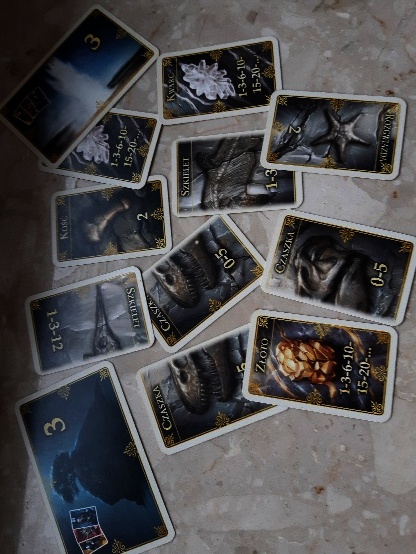 3
KWARC
1-3-6-10-
15-20-...
1-3-6-10-
15-20-...
ROZGWIAZDA
2
SZKIELET
1-3
KOŚĆ
2
CZASZKA
0-5
CZASZKA
0-5
SZKIELET
1-3-12
CZASZKA
5
ZŁOTO
1-3-6-10-
15-20-...
3